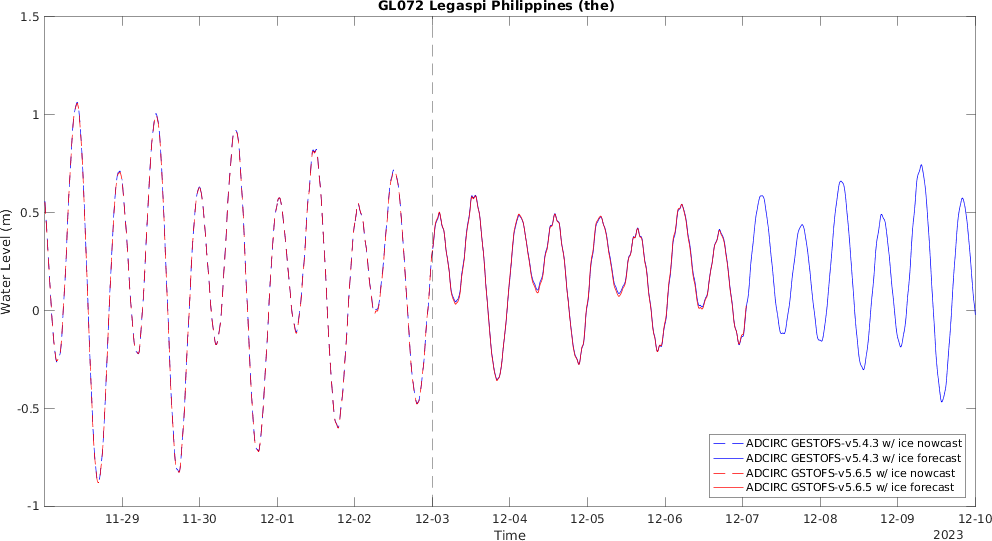 GL072 Legaspi Philippines (the)
1.5
1
0.5
0
-0.5
-1
Water Level (m)
11-29
11-30
12-01
12-02
12-03
12-04
12-05
12-06
12-07
12-08
12-09
12-10
Time
2023
ADCIRC GESTOFS-v5.4.3 w/ ice nowcast
ADCIRC GESTOFS-v5.4.3 w/ ice forecast
ADCIRC GSTOFS-v5.6.5 w/ ice nowcast
ADCIRC GSTOFS-v5.6.5 w/ ice forecast